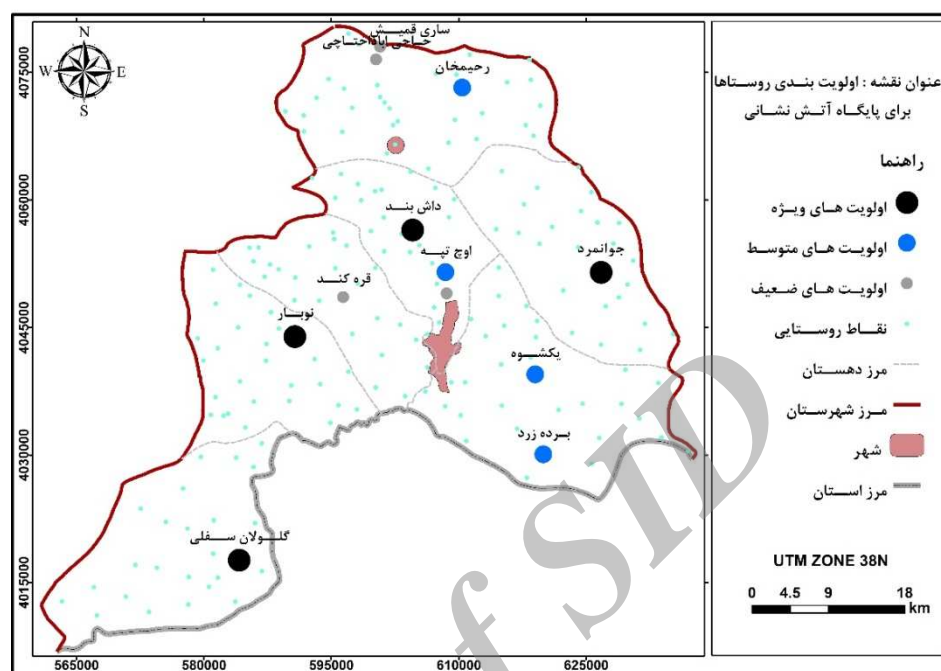 عنوان نقشه : اولویت بندی روستاها
برای پایگاه آتش نشانی
راهنما
اولویت های ویژه
اولویت های متوسط
اولویت های ضعیف
نقاط روستایی
مرز دهستان
مرز شهرستان
شهر
مرز استان
UTM ZONE 38N
0 4.5 9 18
km
N
W E
S
ساری قمیش
حاجی اباداختاچی
رحیمخان
داش بند
اوچ تپه
جوانمرد
قره کند
نوبار
یکشوه
برده زرد
گلولان سفلی
4075000
4060000
4045000
4030000
4015000
565000 580000 595000 610000 625000
f SID